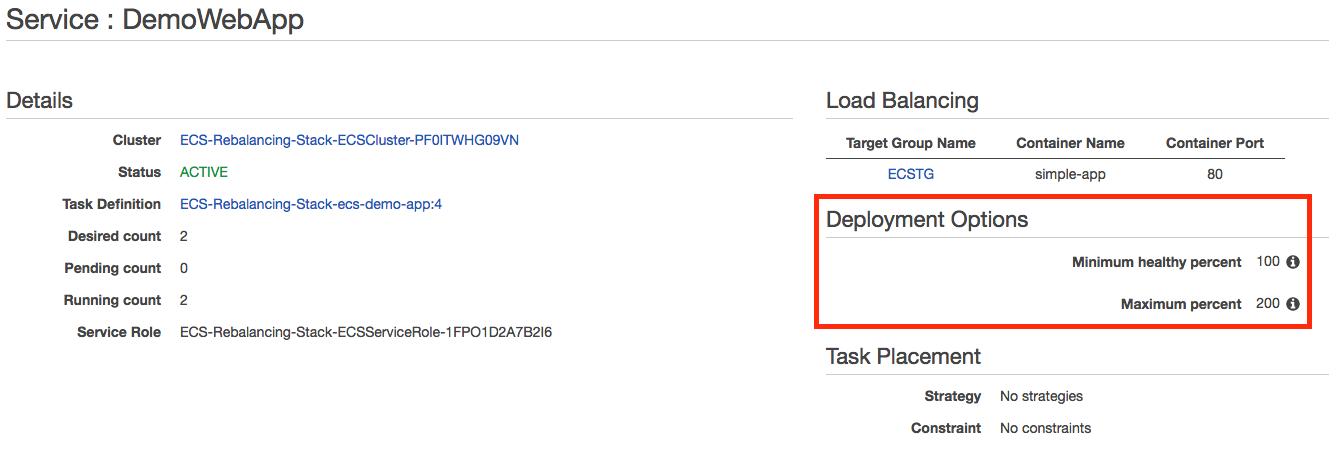 Service : DemoWebApp
Details
Cluster ECS-Rebalancing-Stack-ECSCluster-PF0ITWHG09VN
Status ACTIVE
Task Definition ECS-Rebalancing-Stack-ecs-demo-app:4
Desired count 2
Pending count 0
Running count 2
Service Role ECS-Rebalancing-Stack-ECSServiceRole-1FPO1D2A7B2I6
Load Balancing
Target Group Name Container Name Container Port
ECSTG simple-app 80
Deployment Options
Minimum healthy percent 100
Maximum percent 200
Task Placement
Strategy No strategies
Constraint No constraints